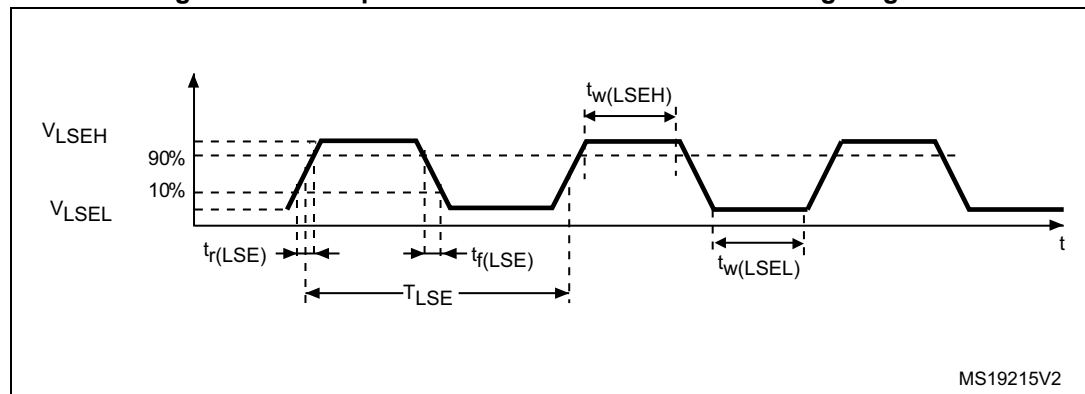 tw(LSEH)
VLSEH
90%
10%
VLSEL
tr(LSE)
tf(LSE)
TLSE
tw(LSEL)
t
MS19215V2